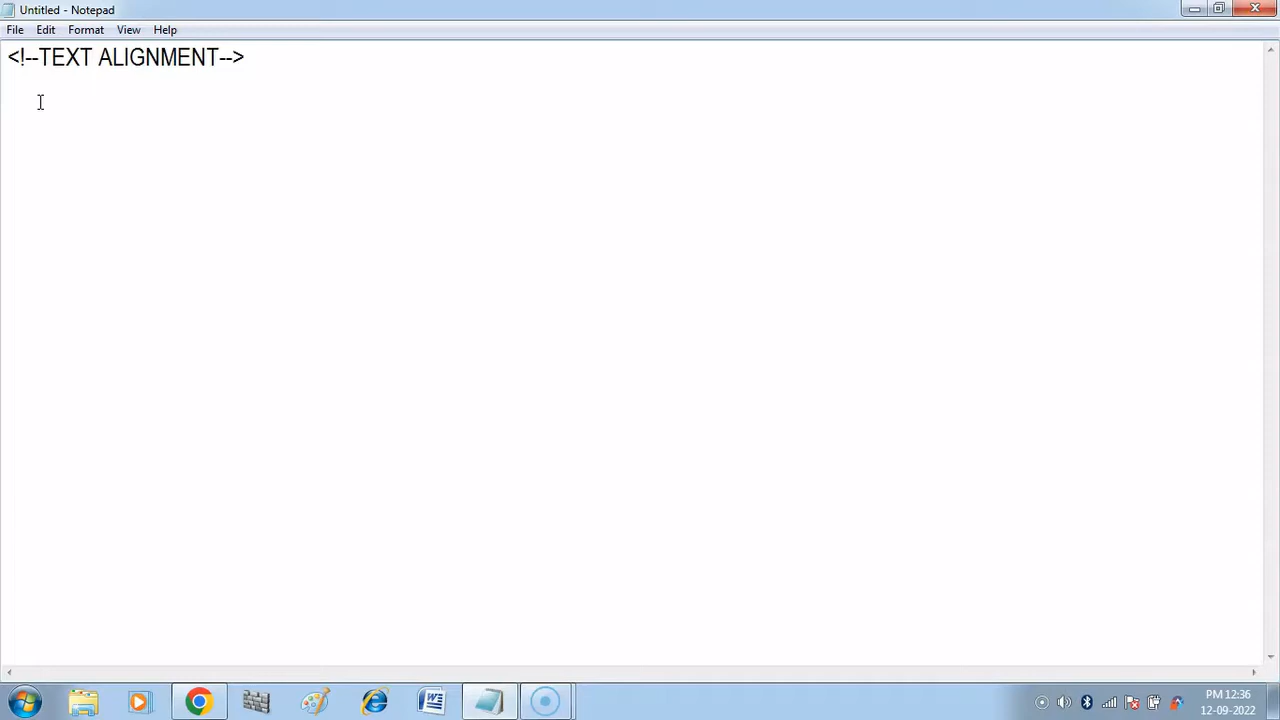 Untitled - Notepad
File Edit Format View Help
<!--TEXT ALIGNMENT-->
PM 12:36
12-09-2022